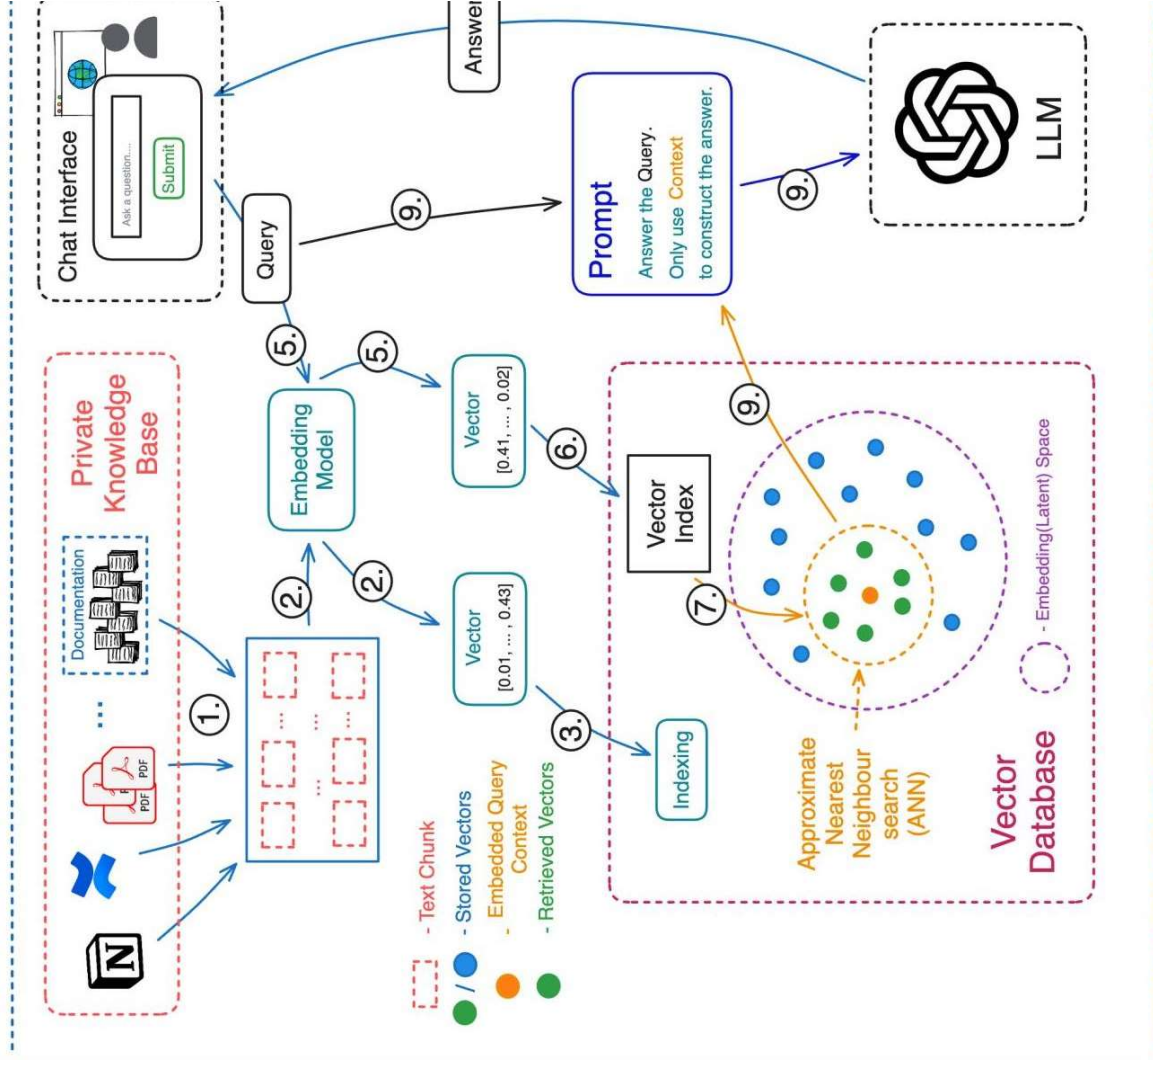 Private
Knowledge
Base
Documentation
...
PDF
PDF
N
1.
...
...
...
...
2.
2.
Embedding
Model
5.
5.
Chat Interface
Ask a question....
Submit
Query
9.
Answer
Vector
[0.01, ... , 0.43]
Vector
[0.41, ... , 0.02]
3.
6.
Prompt
Answer the Query.
Only use Context
to construct the answer.
9.
9.
LLM
- Text Chunk
/
- Stored Vectors
- Embedded Query
Context
- Retrieved Vectors
Indexing
Vector
Index
7.
Approximate
Nearest
Neighbour
search
(ANN)
Vector
Database
- Embedding(Latent) Space